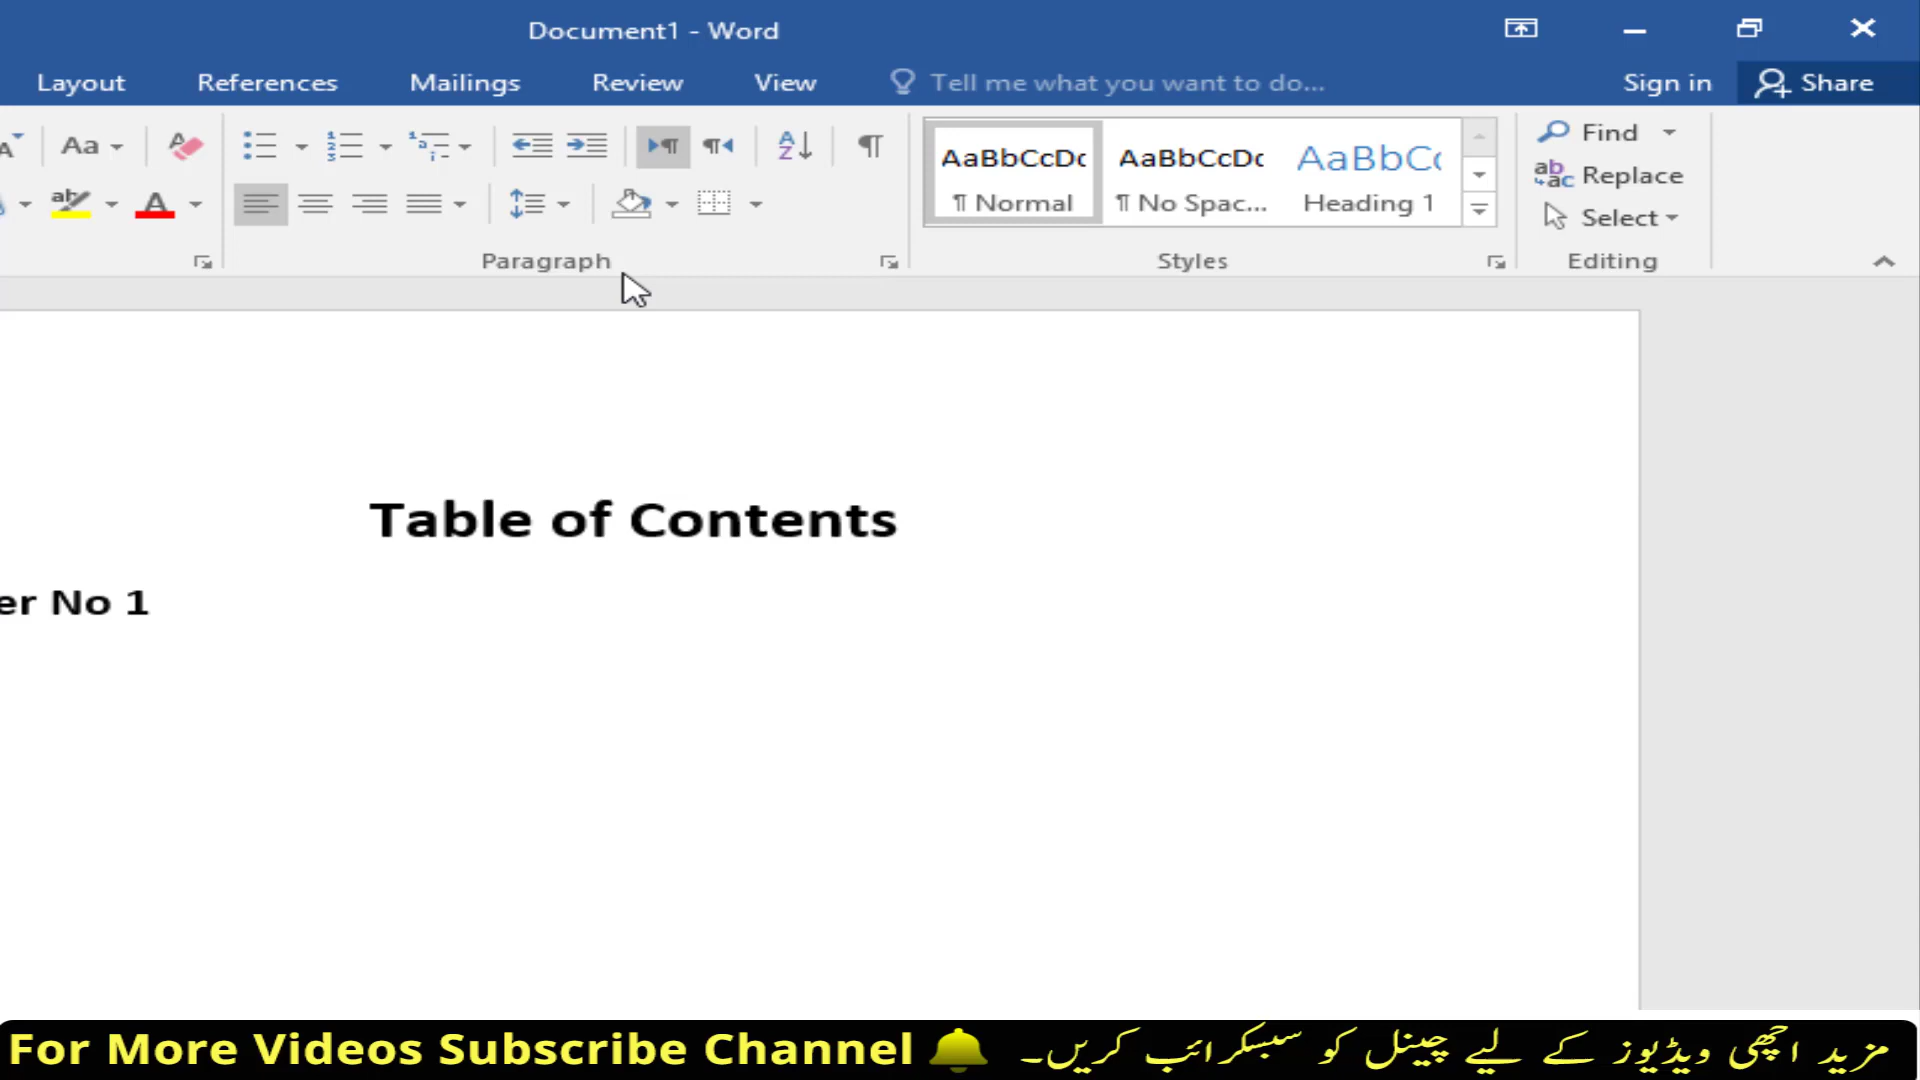 Document1 - Word
Layout References Mailings Review View Tell me what you want to do... Sign in Share
Aa
AaBbCcDc AaBbCcDc AaBbCc
¶ Normal ¶ No Spac... Heading 1
Find
Replace
Select
Paragraph Styles Editing
Table of Contents
er No 1
For More Videos Subscribe Channel مزید اچھی ویڈیوز کے لیے چینل کو سبسکرائب کریں۔